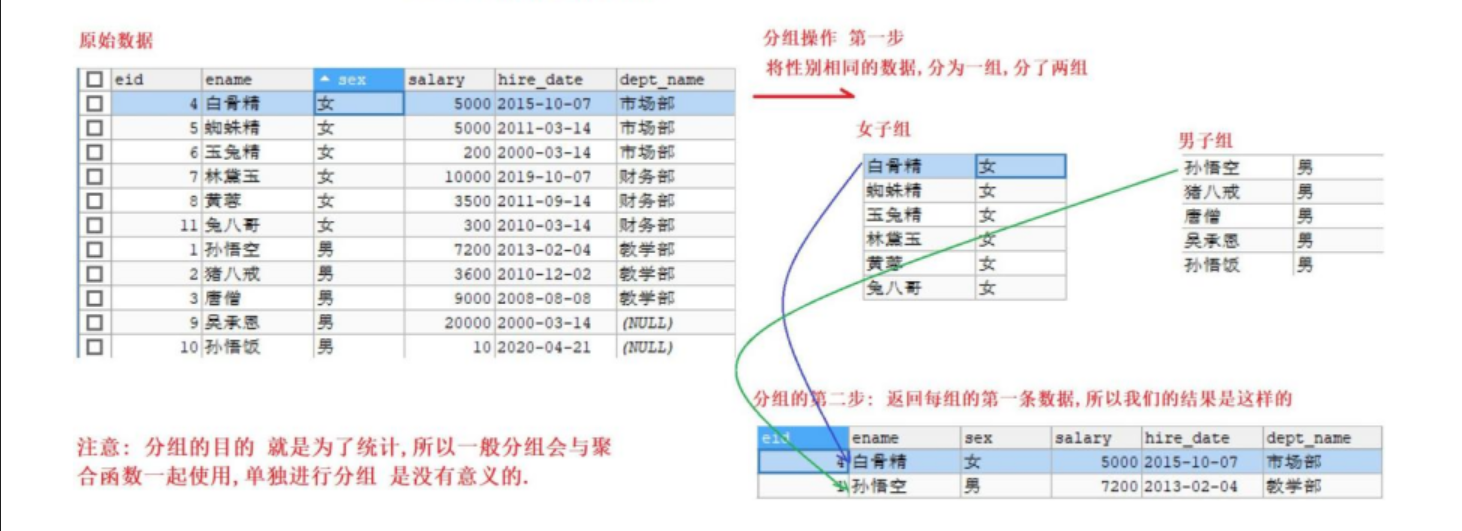 原始数据
eid ename sex salary hire_date dept_name
4 白骨精 女 5000 2015-10-07 市场部
5 蜘蛛精 女 5000 2011-03-14 市场部
6 玉兔精 女 200 2000-03-14 市场部
7 林黛玉 女 10000 2019-10-07 财务部
8 黄蓉 女 3500 2011-09-14 财务部
11 兔八哥 女 300 2010-03-14 财务部
1 孙悟空 男 7200 2013-02-04 教学部
2 猪八戒 男 3600 2010-12-02 教学部
3 唐僧 男 9000 2008-08-08 教学部
9 吴承恩 男 20000 2000-03-14 (NULL)
10 孙悟饭 男 10 2020-04-21 (NULL)
注意: 分组的目的 就是为了统计,所以一般分组会与聚
合函数一起使用,单独进行分组 是没有意义的.
分组操作 第一步
将性别相同的数据,分为一组,分了两组
女子组
白骨精 女
蜘蛛精 女
玉兔精 女
林黛玉 女
黄蓉 女
兔八哥 女
男子组
孙悟空 男
猪八戒 男
唐僧 男
吴承恩 男
孙悟饭 男
分组的第二步: 返回每组的第一条数据,所以我们的结果是这样的
eid ename sex salary hire_date dept_name
4 白骨精 女 5000 2015-10-07 市场部
1 孙悟空 男 7200 2013-02-04 教学部